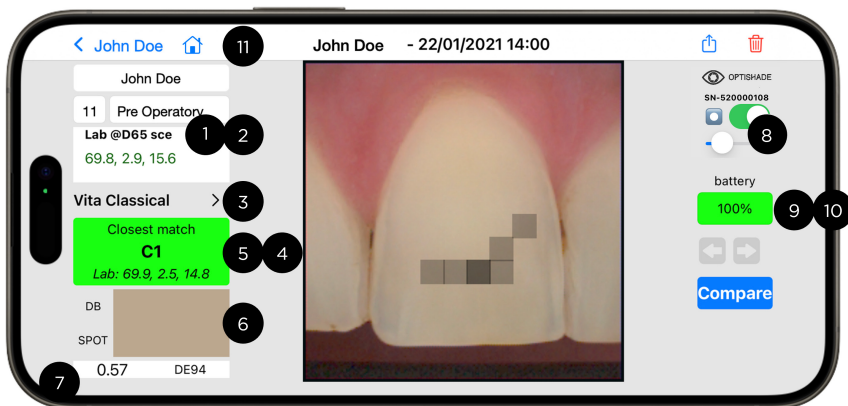 John Doe
11
John Doe - 22/01/2021 14:00
John Doe
11 Pre Operatory
Lab @D65 sce
1 2
69.8, 2.9, 15.6
Vita Classical
3
Closest match
C1
5 4
Lab: 69.9, 2.5, 14.8
DB
6
SPOT
0.57 DE94
7
OPTISHADE
SN-520000108
8
battery
100%
9 10
Compare